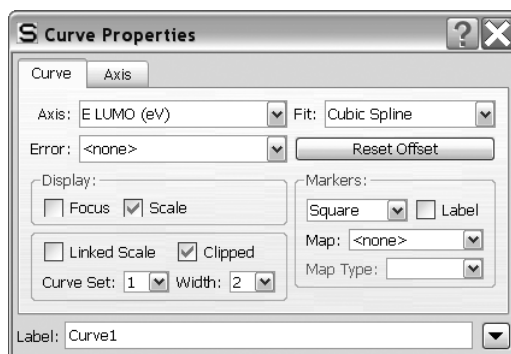 S Curve Properties ?
Curve Axis
Axis: E LUMO (eV) Fit: Cubic Spline
Error: <none> Reset Offset
Display: Markers:
Focus Scale Square Label
Linked Scale Clipped Map: <none>
Curve Set: 1 Width: 2 Map Type:
Label: Curve1